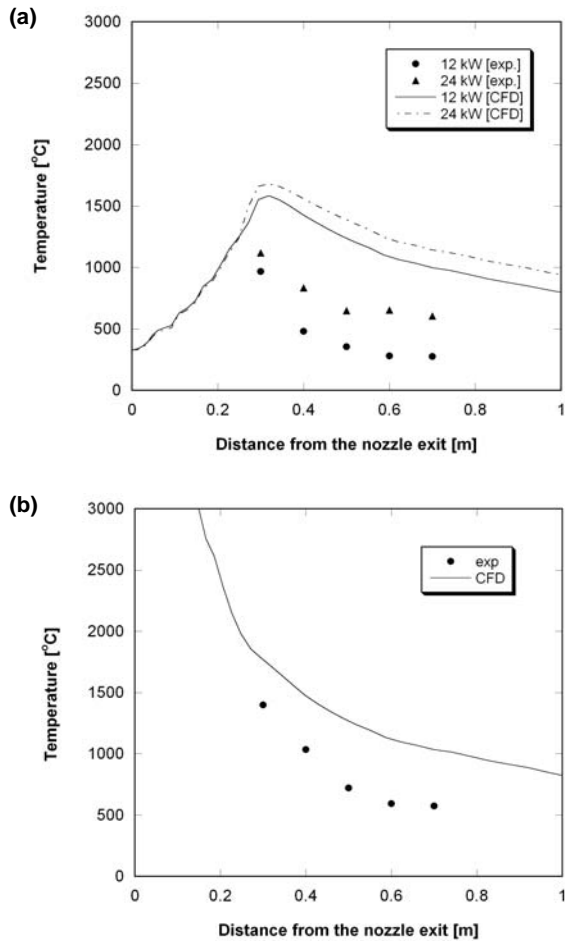 (a)
3000
2500
2000
1500
1000
500
0
Temperature [°C]
12 kW [exp.]
24 kW [exp.]
12 kW [CFD]
24 kW [CFD]
0 0.2 0.4 0.6 0.8 1
Distance from the nozzle exit [m]
(b)
3000
2500
2000
1500
1000
500
0
Temperature [°C]
exp
CFD
0 0.2 0.4 0.6 0.8 1
Distance from the nozzle exit [m]